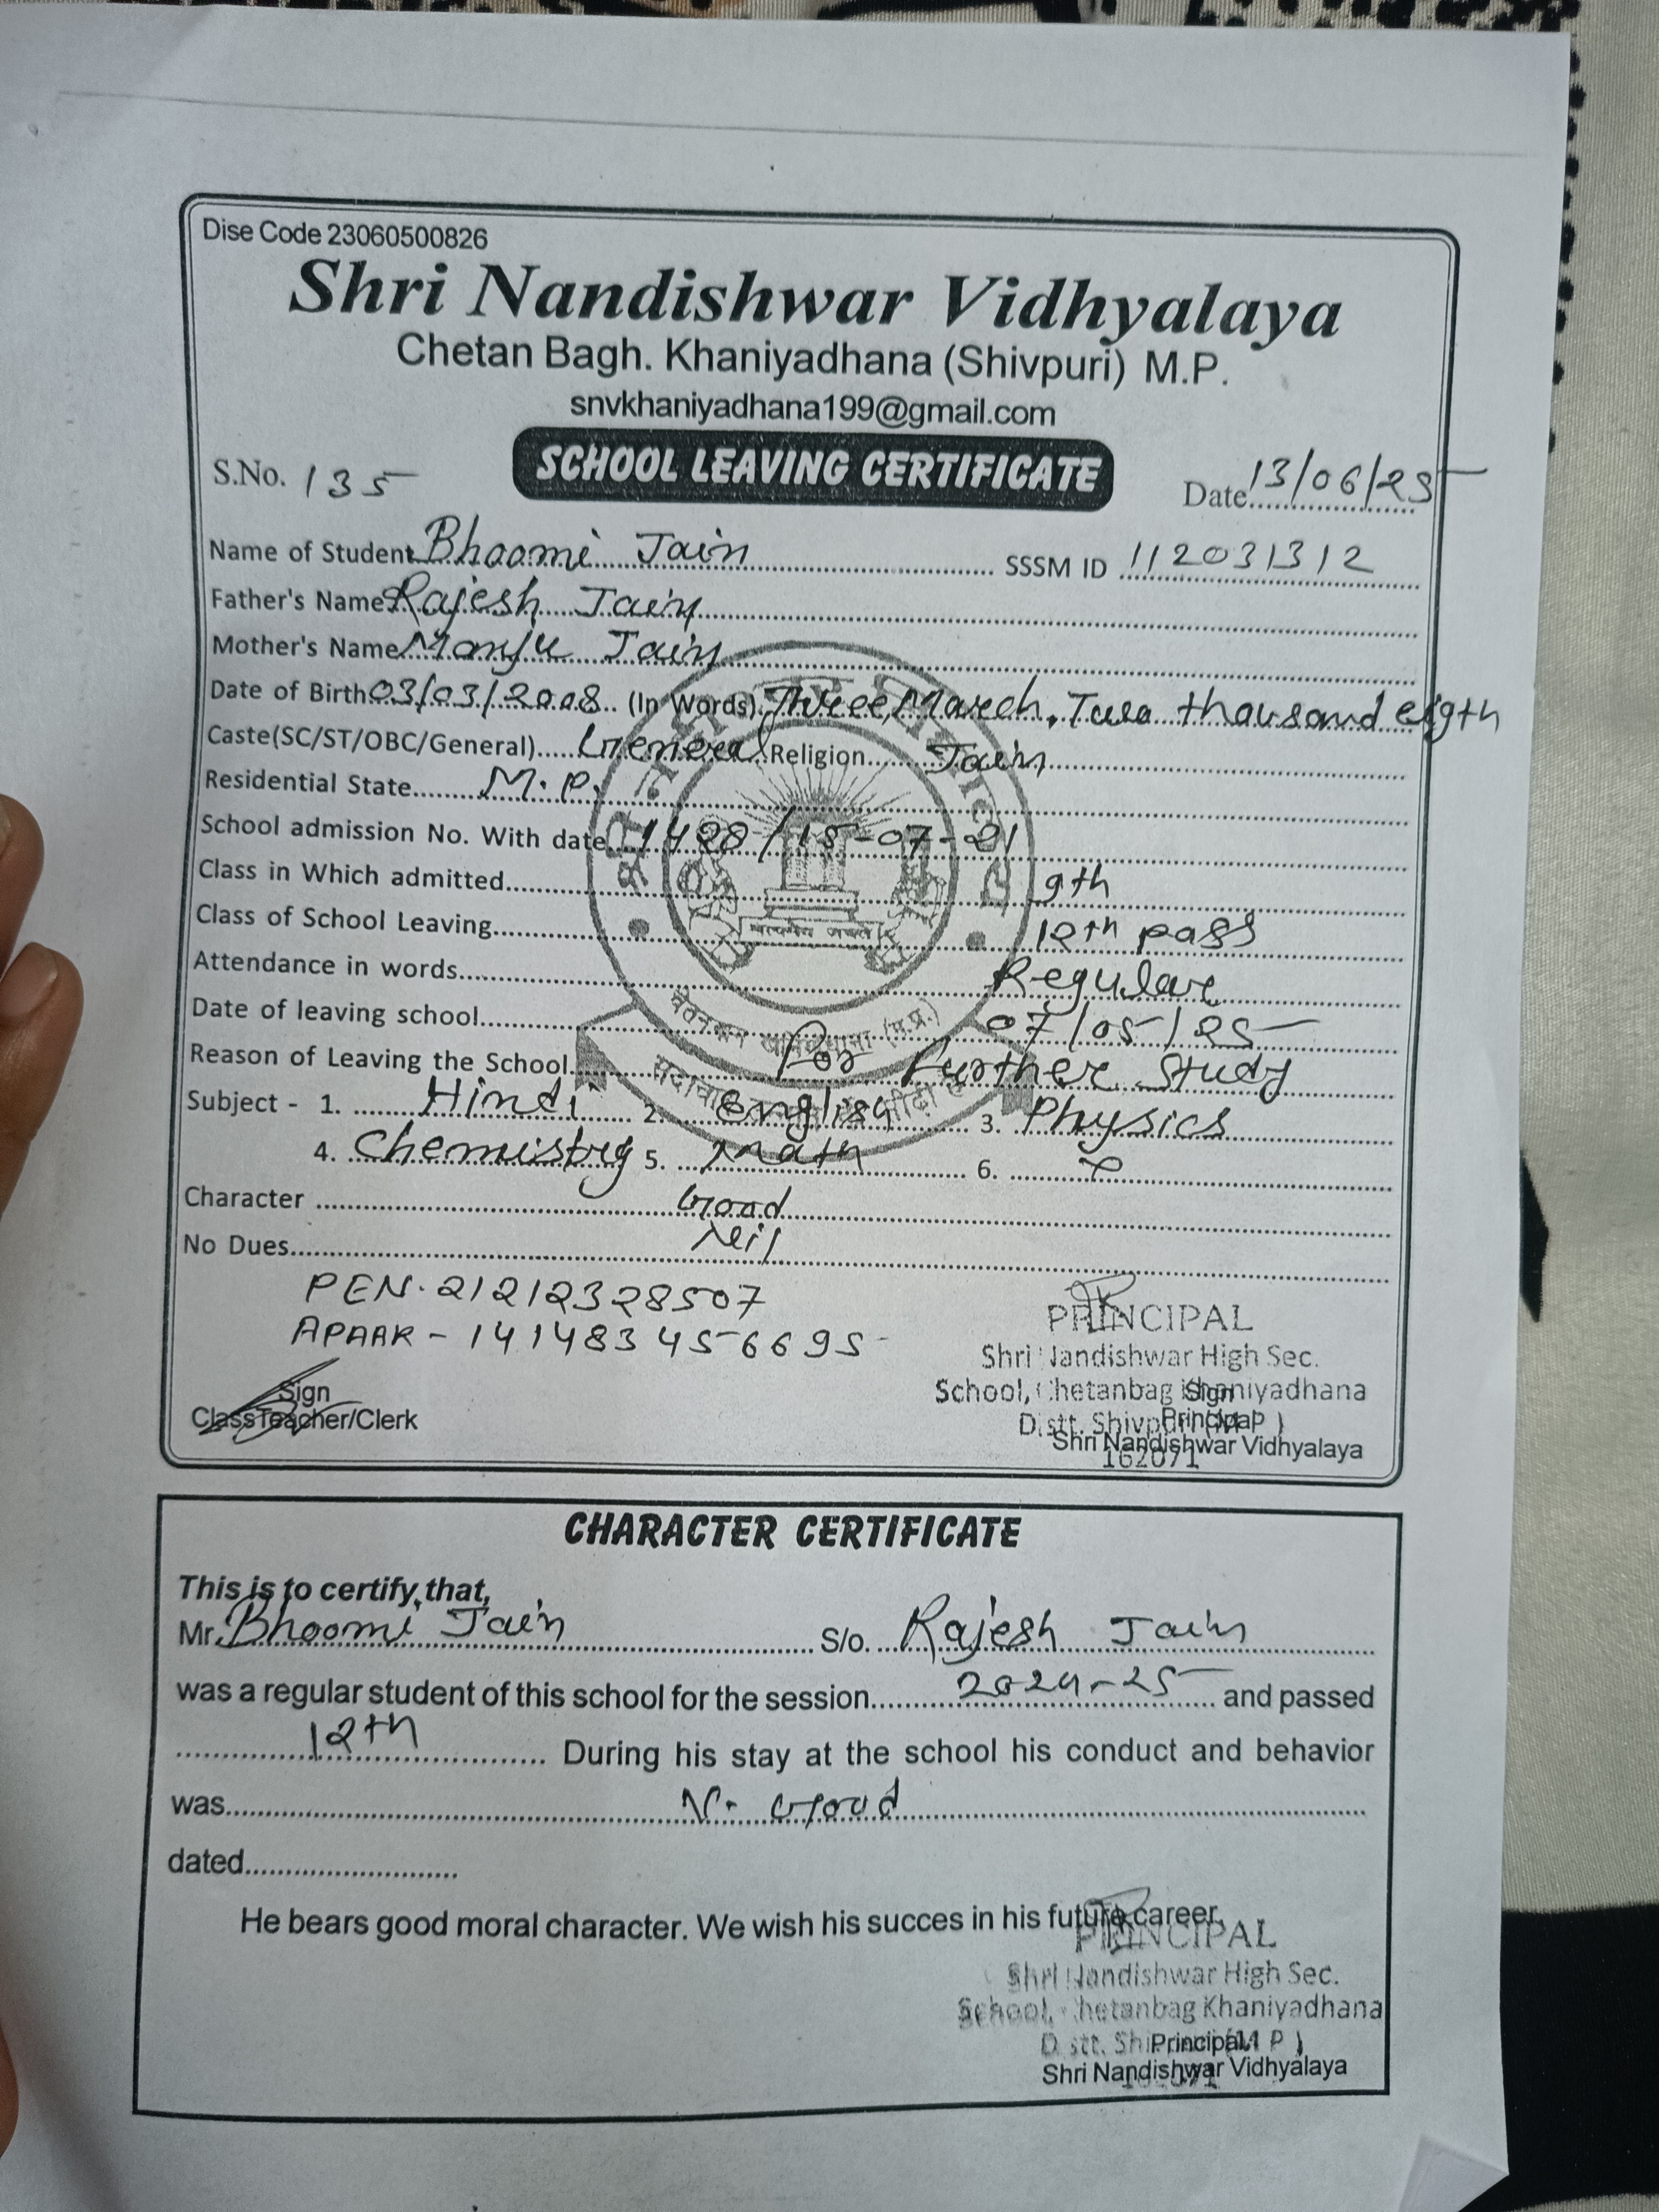 Dise Code 23060500826
Shri Nandishwar Vidhyalaya
Chetan Bagh. Khaniyadhana (Shivpuri) M.P.
snvkhaniyadhana199@gmail.com
SCHOOL LEAVING CERTIFICATE
S.No. 135 Date 13/06/25
Name of Student Bhoomi Jain SSSM ID 112031312
Father's Name Rajesh Jain
Mother's Name Manju Jain
Date of Birth 03/03/2008 (In Words) Three March, Two thousand eigth
Caste(SC/ST/OBC/General) General Religion Jain
Residential State M.P.
School admission No. With date 1428/15-07-21
Class in Which admitted 9th
Class of School Leaving 12th pass
Attendance in words Regular
Date of leaving school 07/05/25
Reason of Leaving the School For Further Study
Subject - 1. Hindi 2. English 3. Physics
4. Chemistry 5. Math 6.
Character Good
No Dues Nil
PEN. 21212328507
APAAR - 141483456695
PRINCIPAL
Shri Nandishwar High Sec.
School, Chetanbag Khaniyadhana
Distt. Shivpuri (M P)
162071
Sign
Class Teacher/Clerk
Sign
Principal
Shri Nandishwar Vidhyalaya
CHARACTER CERTIFICATE
This is to certify that,
Mr. Bhoomi Jain S/o. Rajesh Jain
was a regular student of this school for the session 2024-25 and passed
12th During his stay at the school his conduct and behavior
was V. Good
dated
He bears good moral character. We wish his succes in his future career.
PRINCIPAL
Shri Nandishwar High Sec.
School, Chetanbag Khaniyadhana
Principal
Shri Nandishwar Vidhyalaya